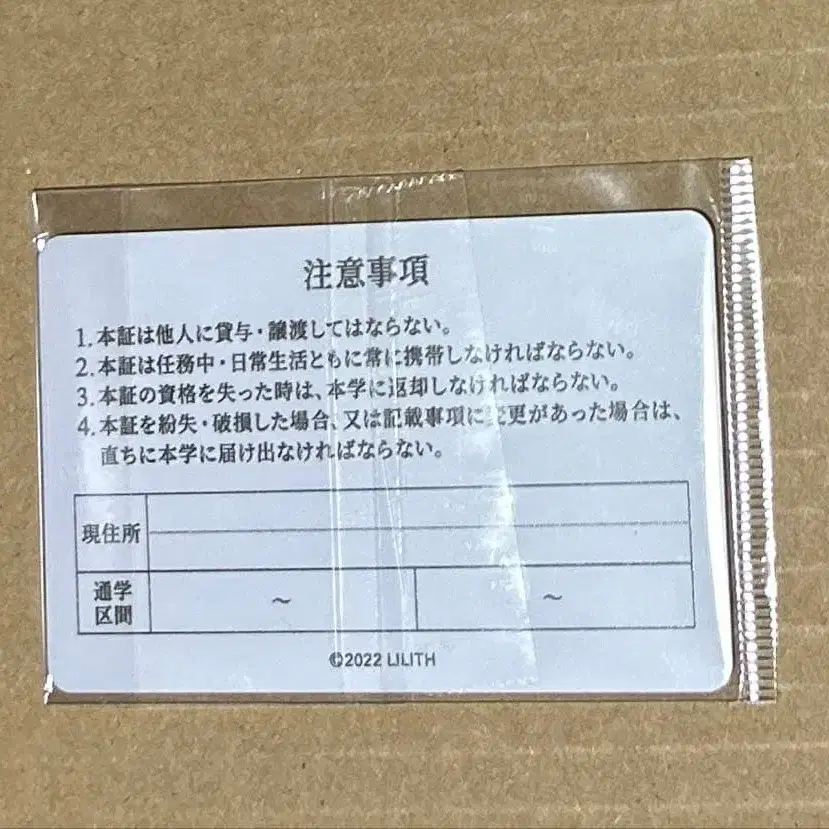 注意事項
1.本証は他人に貸与・譲渡してはならない。
2.本証は任務中・日常生活ともに常に携帯しなければならない。
3.本証の資格を失った時は、本学に返却しなければならない。
4.本証を紛失・破損した場合、又は記載事項に変更があった場合は、
直ちに本学に届け出なければならない。
現住所
通学
区間
～ ～
©2022 LILITH